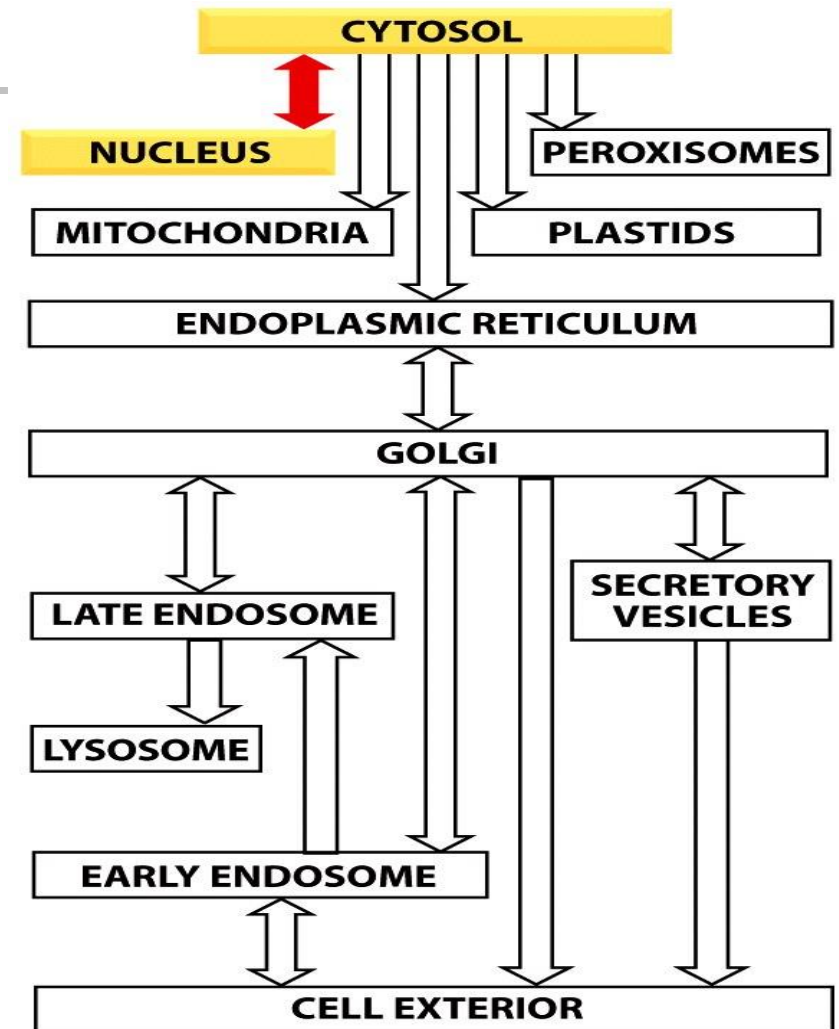 CYTOSOL
NUCLEUS
PEROXISOMES
MITOCHONDRIA
PLASTIDS
ENDOPLASMIC RETICULUM
GOLGI
LATE ENDOSOME
SECRETORY
VESICLES
LYSOSOME
EARLY ENDOSOME
CELL EXTERIOR